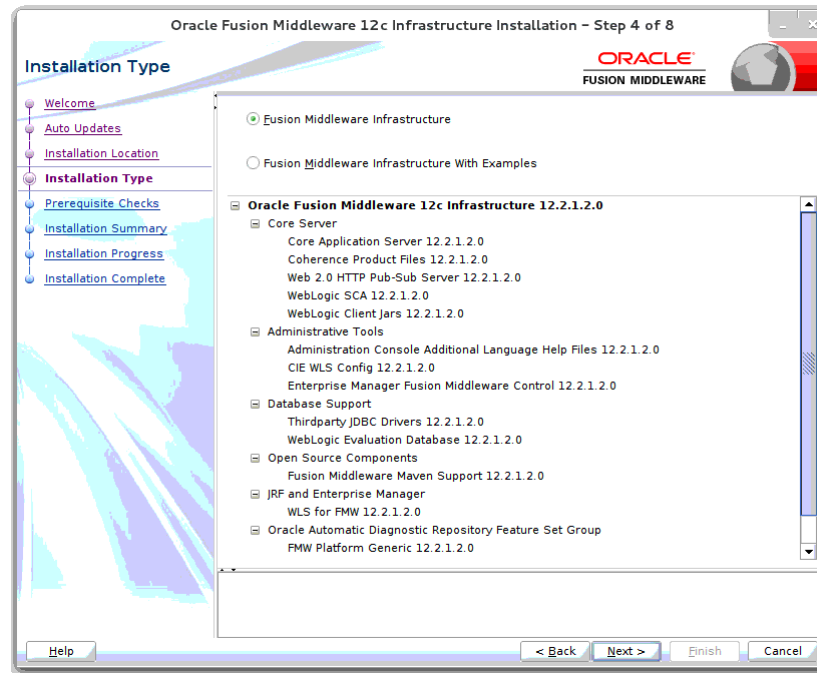 Oracle Fusion Middleware 12c Infrastructure Installation – Step 4 of 8
Installation Type
ORACLE
FUSION MIDDLEWARE
Welcome
Auto Updates
Installation Location
Installation Type
Prerequisite Checks
Installation Summary
Installation Progress
Installation Complete
Fusion Middleware Infrastructure
Fusion Middleware Infrastructure With Examples
Oracle Fusion Middleware 12c Infrastructure 12.2.1.2.0
Core Server
Core Application Server 12.2.1.2.0
Coherence Product Files 12.2.1.2.0
Web 2.0 HTTP Pub-Sub Server 12.2.1.2.0
WebLogic SCA 12.2.1.2.0
WebLogic Client Jars 12.2.1.2.0
Administrative Tools
Administration Console Additional Language Help Files 12.2.1.2.0
CIE WLS Config 12.2.1.2.0
Enterprise Manager Fusion Middleware Control 12.2.1.2.0
Database Support
Thirdparty JDBC Drivers 12.2.1.2.0
WebLogic Evaluation Database 12.2.1.2.0
Open Source Components
Fusion Middleware Maven Support 12.2.1.2.0
JRF and Enterprise Manager
WLS for FMW 12.2.1.2.0
Oracle Automatic Diagnostic Repository Feature Set Group
FMW Platform Generic 12.2.1.2.0
Help
< Back
Next >
Finish
Cancel